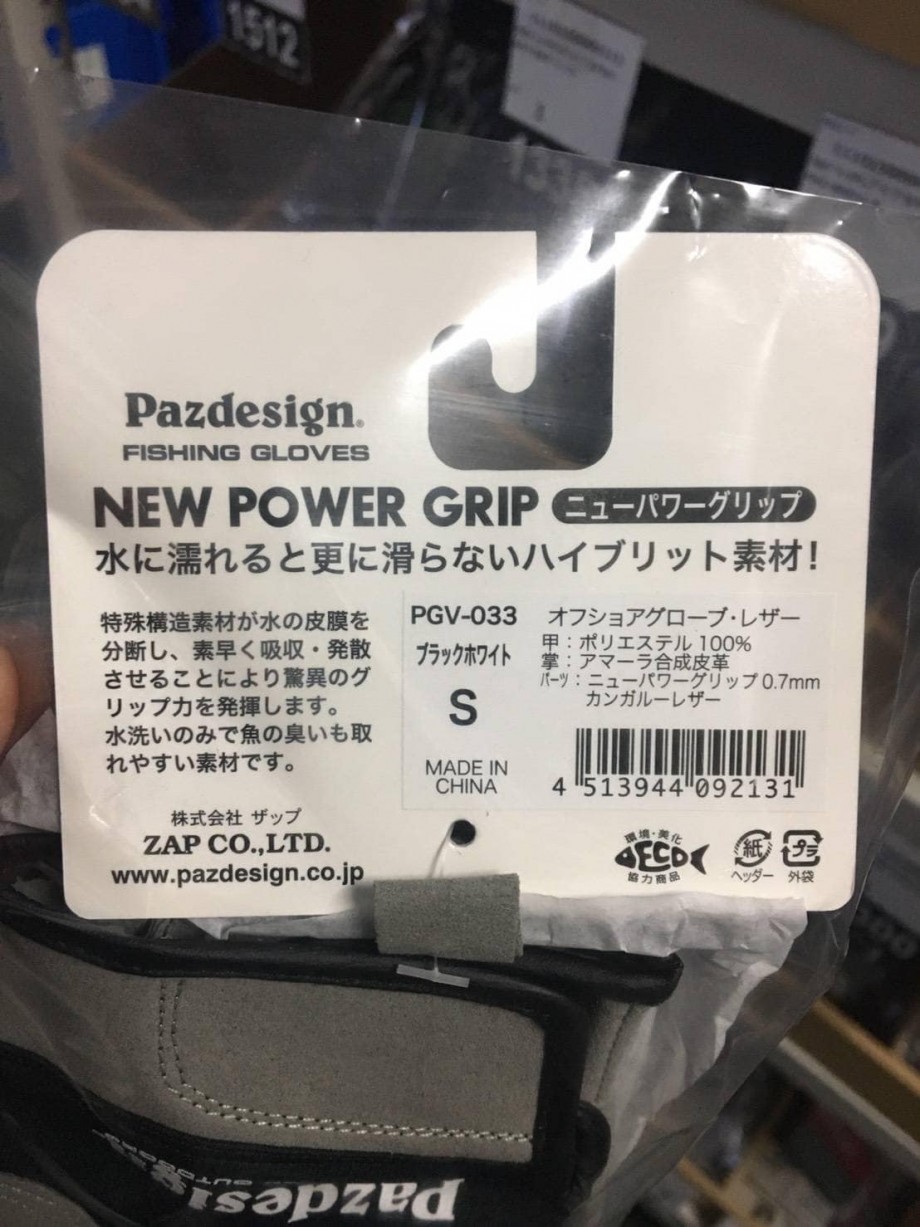 1512
Pazdesign®
FISHING GLOVES
NEW POWER GRIP ニューパワーグリップ
水に濡れると更に滑らないハイブリット素材!
特殊構造素材が水の皮膜を
分断し、素早く吸収・発散
させることにより驚異のグ
リップ力を発揮します。
水洗いのみで魚の臭いも取
れやすい素材です。
株式会社 ザップ
ZAP CO.,LTD.
www.pazdesign.co.jp
PGV-033
ブラックホワイト
S
MADE IN
CHINA
オフショアグローブ・レザー
甲:ポリエステル 100%
掌:アマーラ合成皮革
パーツ:ニューパワーグリップ 0.7mm
カンガルーレザー
4 513944 092131
環境・美化
ECO
協力商品
紙
ヘッダー
プラ
外袋
Pazdesign